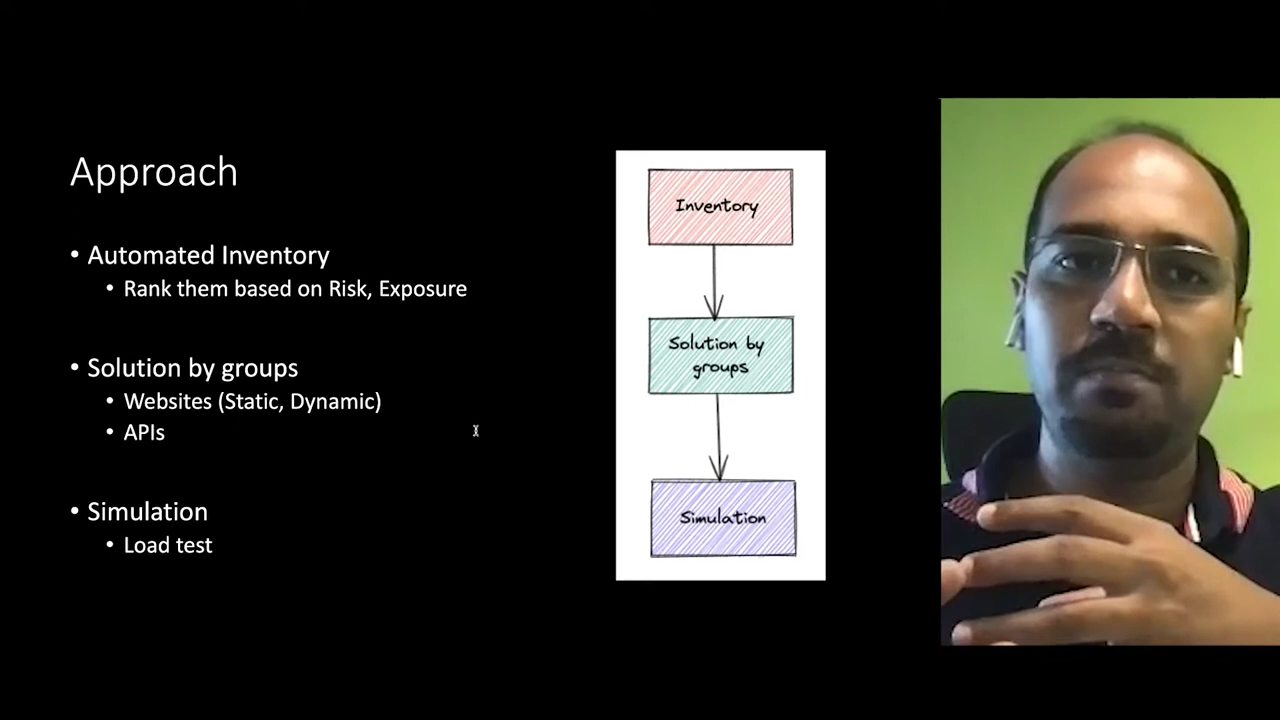 Approach
• Automated Inventory
• Rank them based on Risk, Exposure
• Solution by groups
• Websites (Static, Dynamic)
• APIs
• Simulation
• Load test
Inventory
Solution by
groups
Simulation